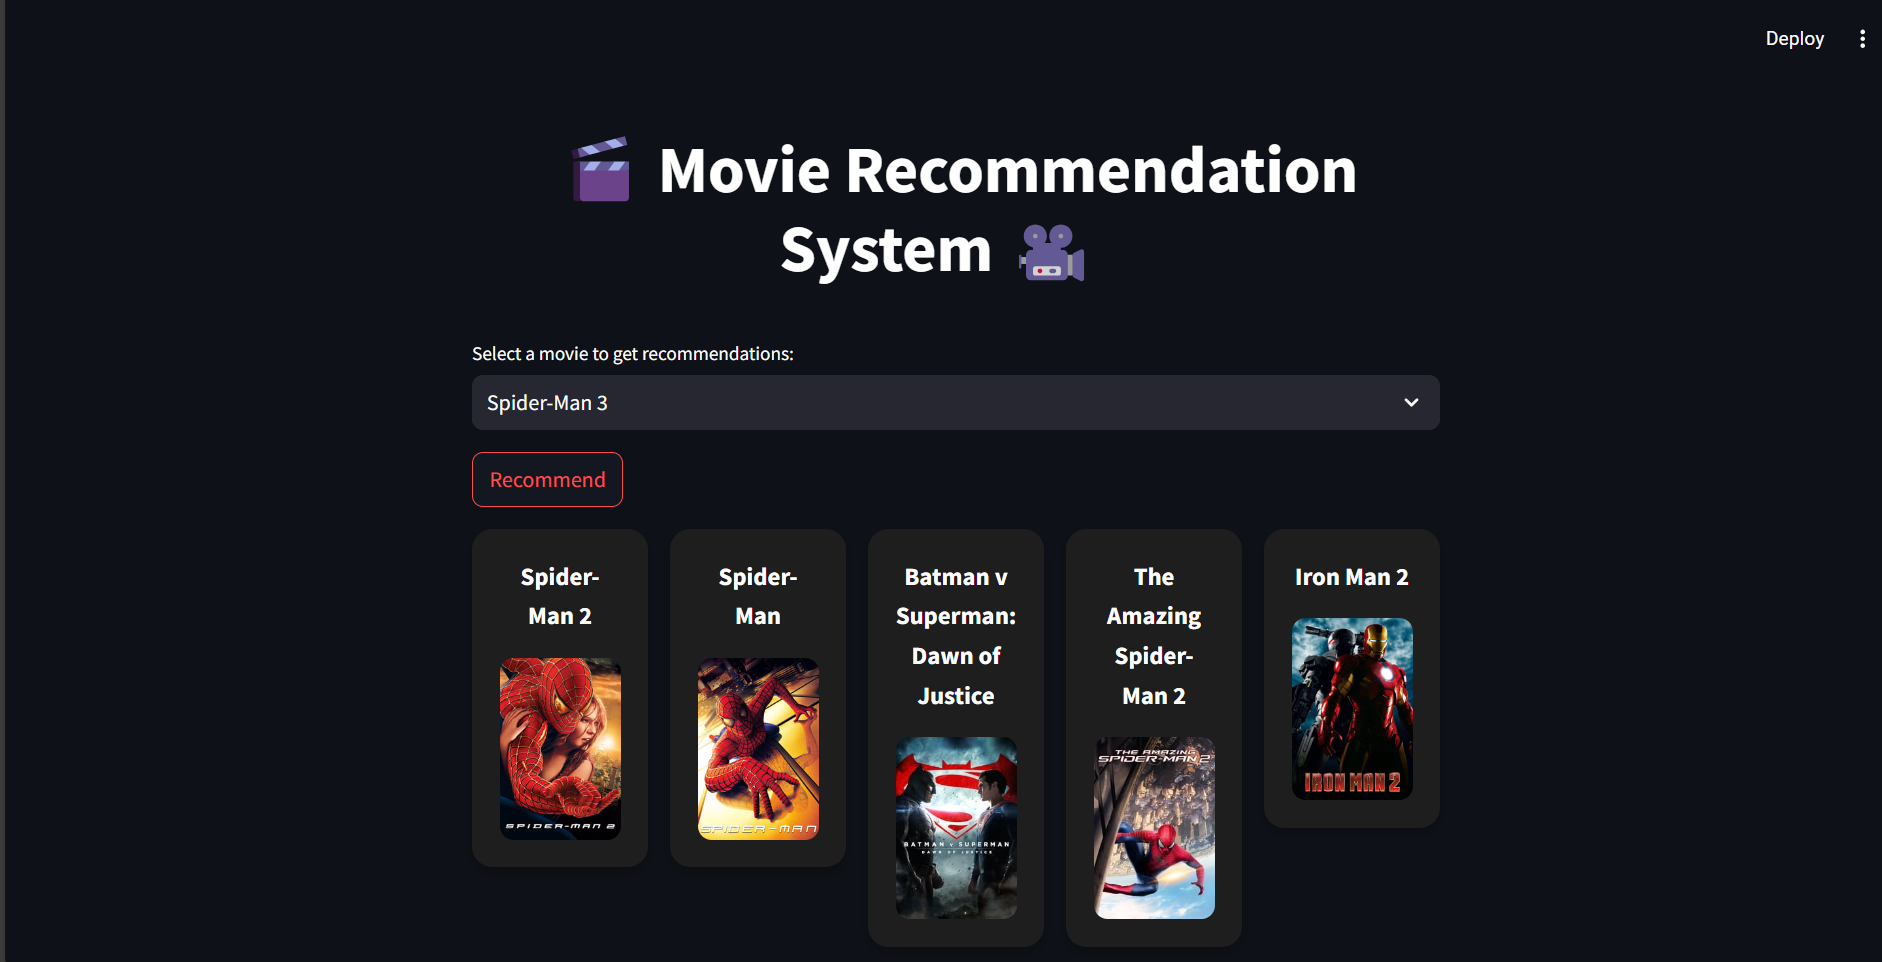 Deploy
Movie Recommendation
System
Select a movie to get recommendations:
Spider-Man 3
Recommend
Spider-
Man 2
SPIDER-MAN 2
Spider-
Man
SPIDER-MAN
Batman v
Superman:
Dawn of
Justice
BATMAN v SUPERMAN
DAWN OF JUSTICE
The
Amazing
Spider-
Man 2
THE AMAZING
SPIDER-MAN 2
Iron Man 2
IRON MAN 2